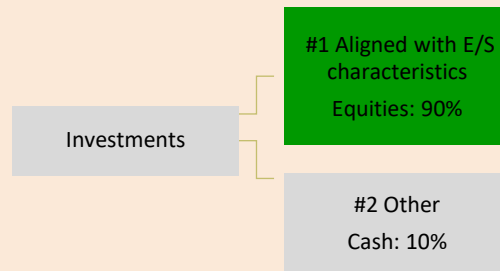 #1 Aligned with E/S
characteristics
Equities: 90%
Investments
#2 Other
Cash: 10%